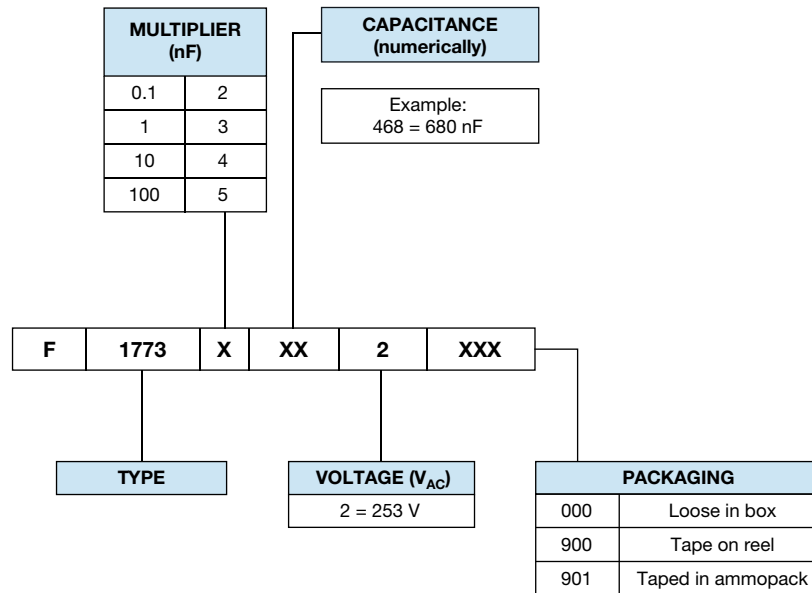 MULTIPLIER
(nF)
0.1 2
1 3
10 4
100 5
CAPACITANCE
(numerically)
Example:
468 = 680 nF
F 1773 X XX 2 XXX
TYPE
VOLTAGE (VAC)
2 = 253 V
PACKAGING
000 Loose in box
900 Tape on reel
901 Taped in ammopack